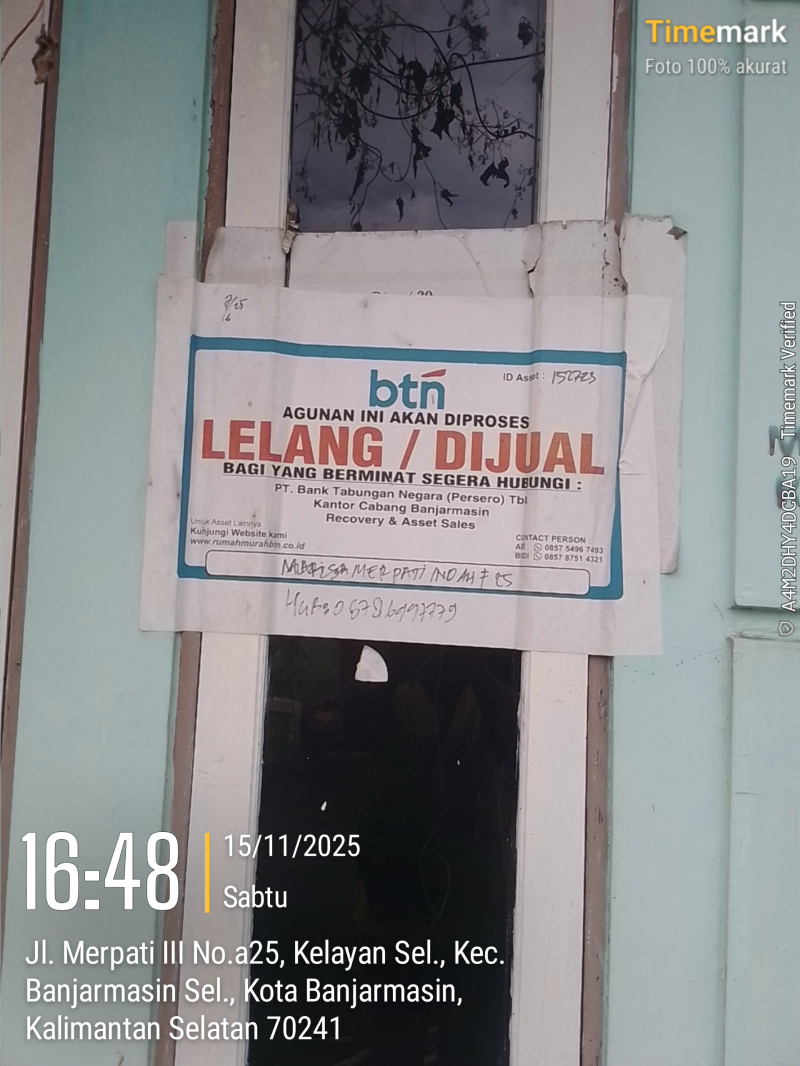 Timemark
Foto 100% akurat
btn
ID Asset : 152723
AGUNAN INI AKAN DIPROSES
LELANG / DIJUAL
BAGI YANG BERMINAT SEGERA HUBUNGI :
PT. Bank Tabungan Negara (Persero) Tbk
Kantor Cabang Banjarmasin
Recovery & Asset Sales
Untuk Asset Lainnya
Kunjungi Website kami
www.rumahmurahbtn.co.id
CONTACT PERSON :
0857 5496 7493
0857 8751 4321
MERPATI INDAH F 25
A4M2DHY4DCBA19 Timemark Verified
16:48
15/11/2025
Sabtu
Jl. Merpati III No.a25, Kelayan Sel., Kec.
Banjarmasin Sel., Kota Banjarmasin,
Kalimantan Selatan 70241